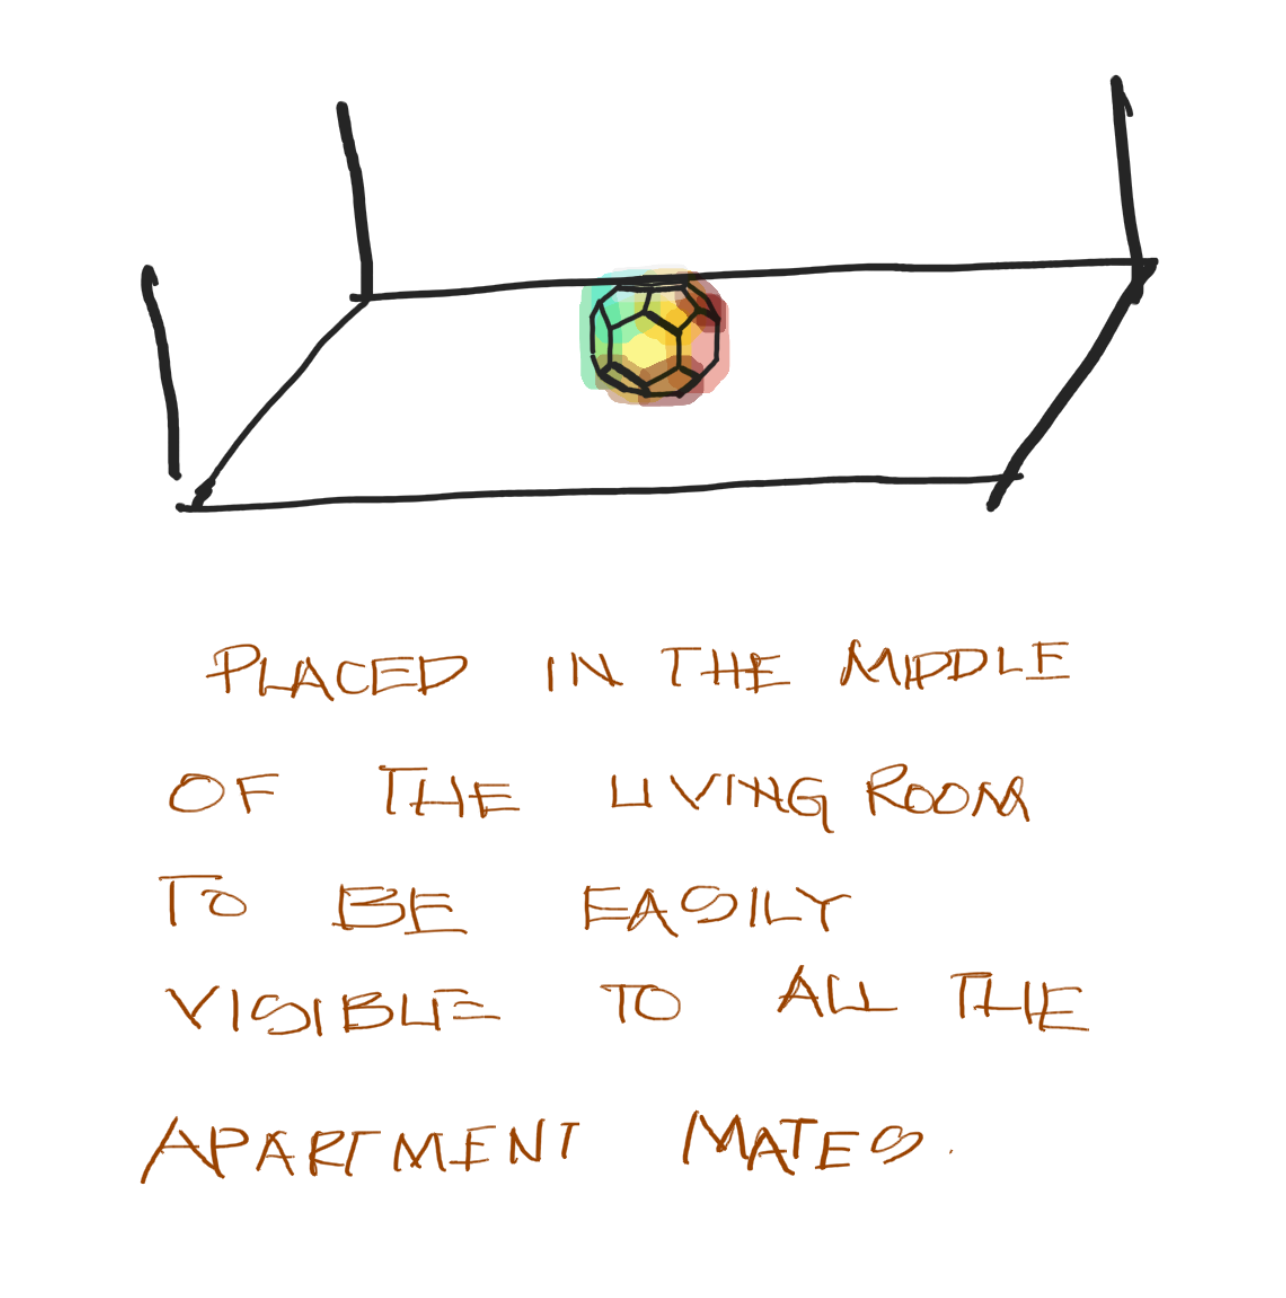 PLACED IN THE MIDDLE
OF THE LIVING ROOM
TO BE EASILY
VISIBLE TO ALL THE
APARTMENT MATES.